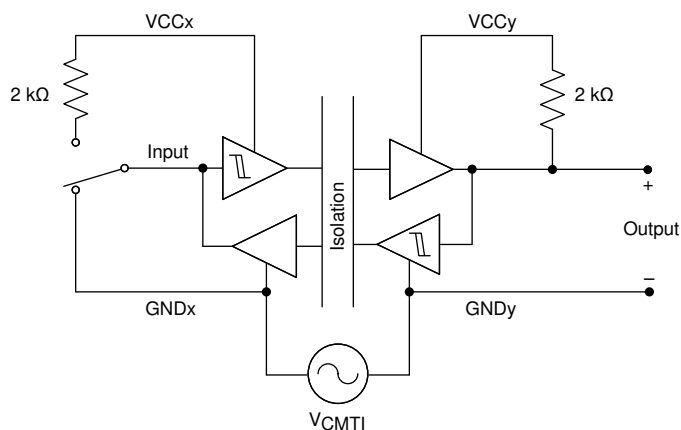 VCCx
VCCy
2 kΩ
2 kΩ
Input
Isolation
+
Output
−
GNDx
GNDy
VCMTI